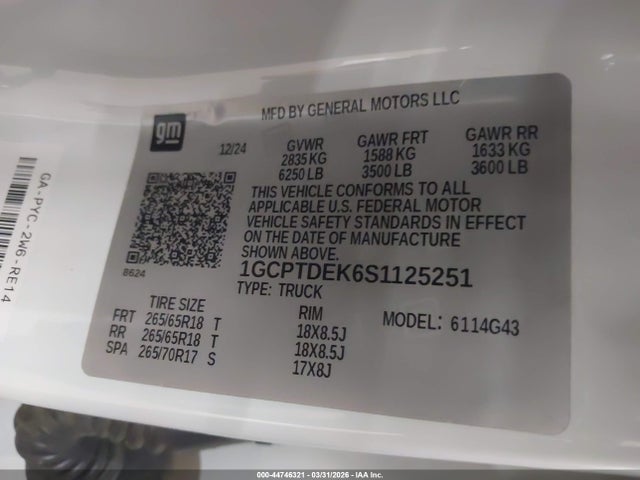 gm
MFD BY GENERAL MOTORS LLC
12/24
GVWR GAWR FRT GAWR RR
2835 KG 1588 KG 1633 KG
6250 LB 3500 LB 3600 LB
THIS VEHICLE CONFORMS TO ALL
APPLICABLE U.S. FEDERAL MOTOR
VEHICLE SAFETY STANDARDS IN EFFECT
ON THE DATE OF MANUFACTURE
SHOWN ABOVE.
8624
1GCPTDEK6S1125251
TYPE: TRUCK
TIRE SIZE RIM MODEL: 6114G43
FRT 265/65R18 T 18X8.5J
RR 265/65R18 T 18X8.5J
SPA 265/70R17 S 17X8J
GA-PYC-2W6-RE14
000-44746321 | 03/31/2026 | IAA Inc.